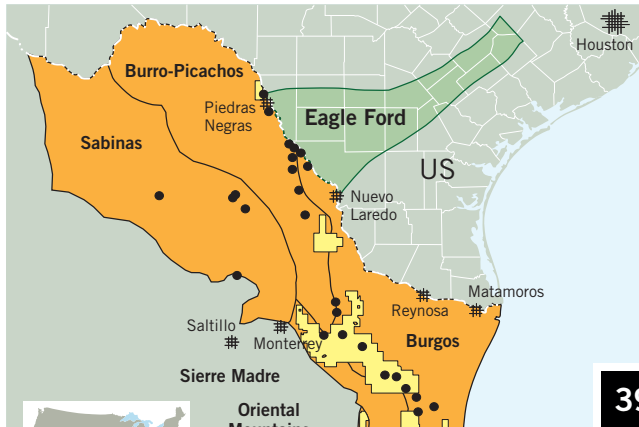 Houston
Burro-Picachos
Piedras
Negras
Eagle Ford
Sabinas
US
Nuevo
Laredo
Matamoros
Reynosa
Saltillo
Monterrey
Burgos
Sierre Madre
Oriental
39